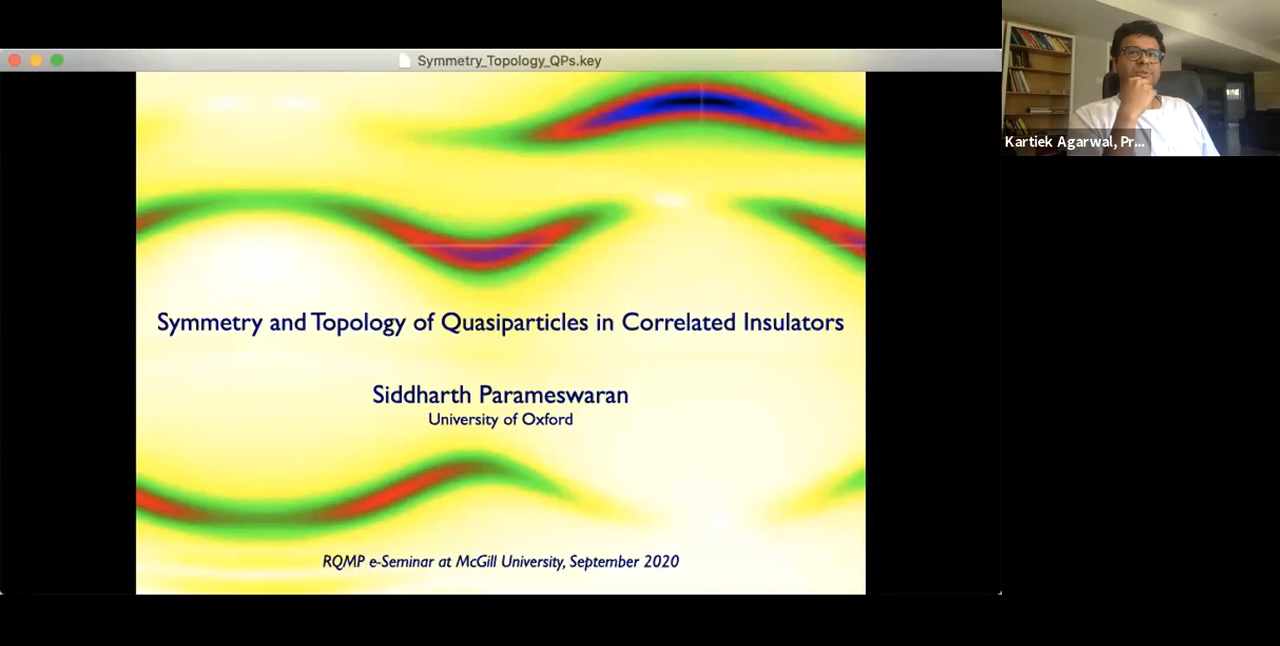 Symmetry_Topology_QPs.key
Kartiek Agarwal, Pr...
Symmetry and Topology of Quasiparticles in Correlated Insulators
Siddharth Parameswaran
University of Oxford
RQMP e-Seminar at McGill University, September 2020